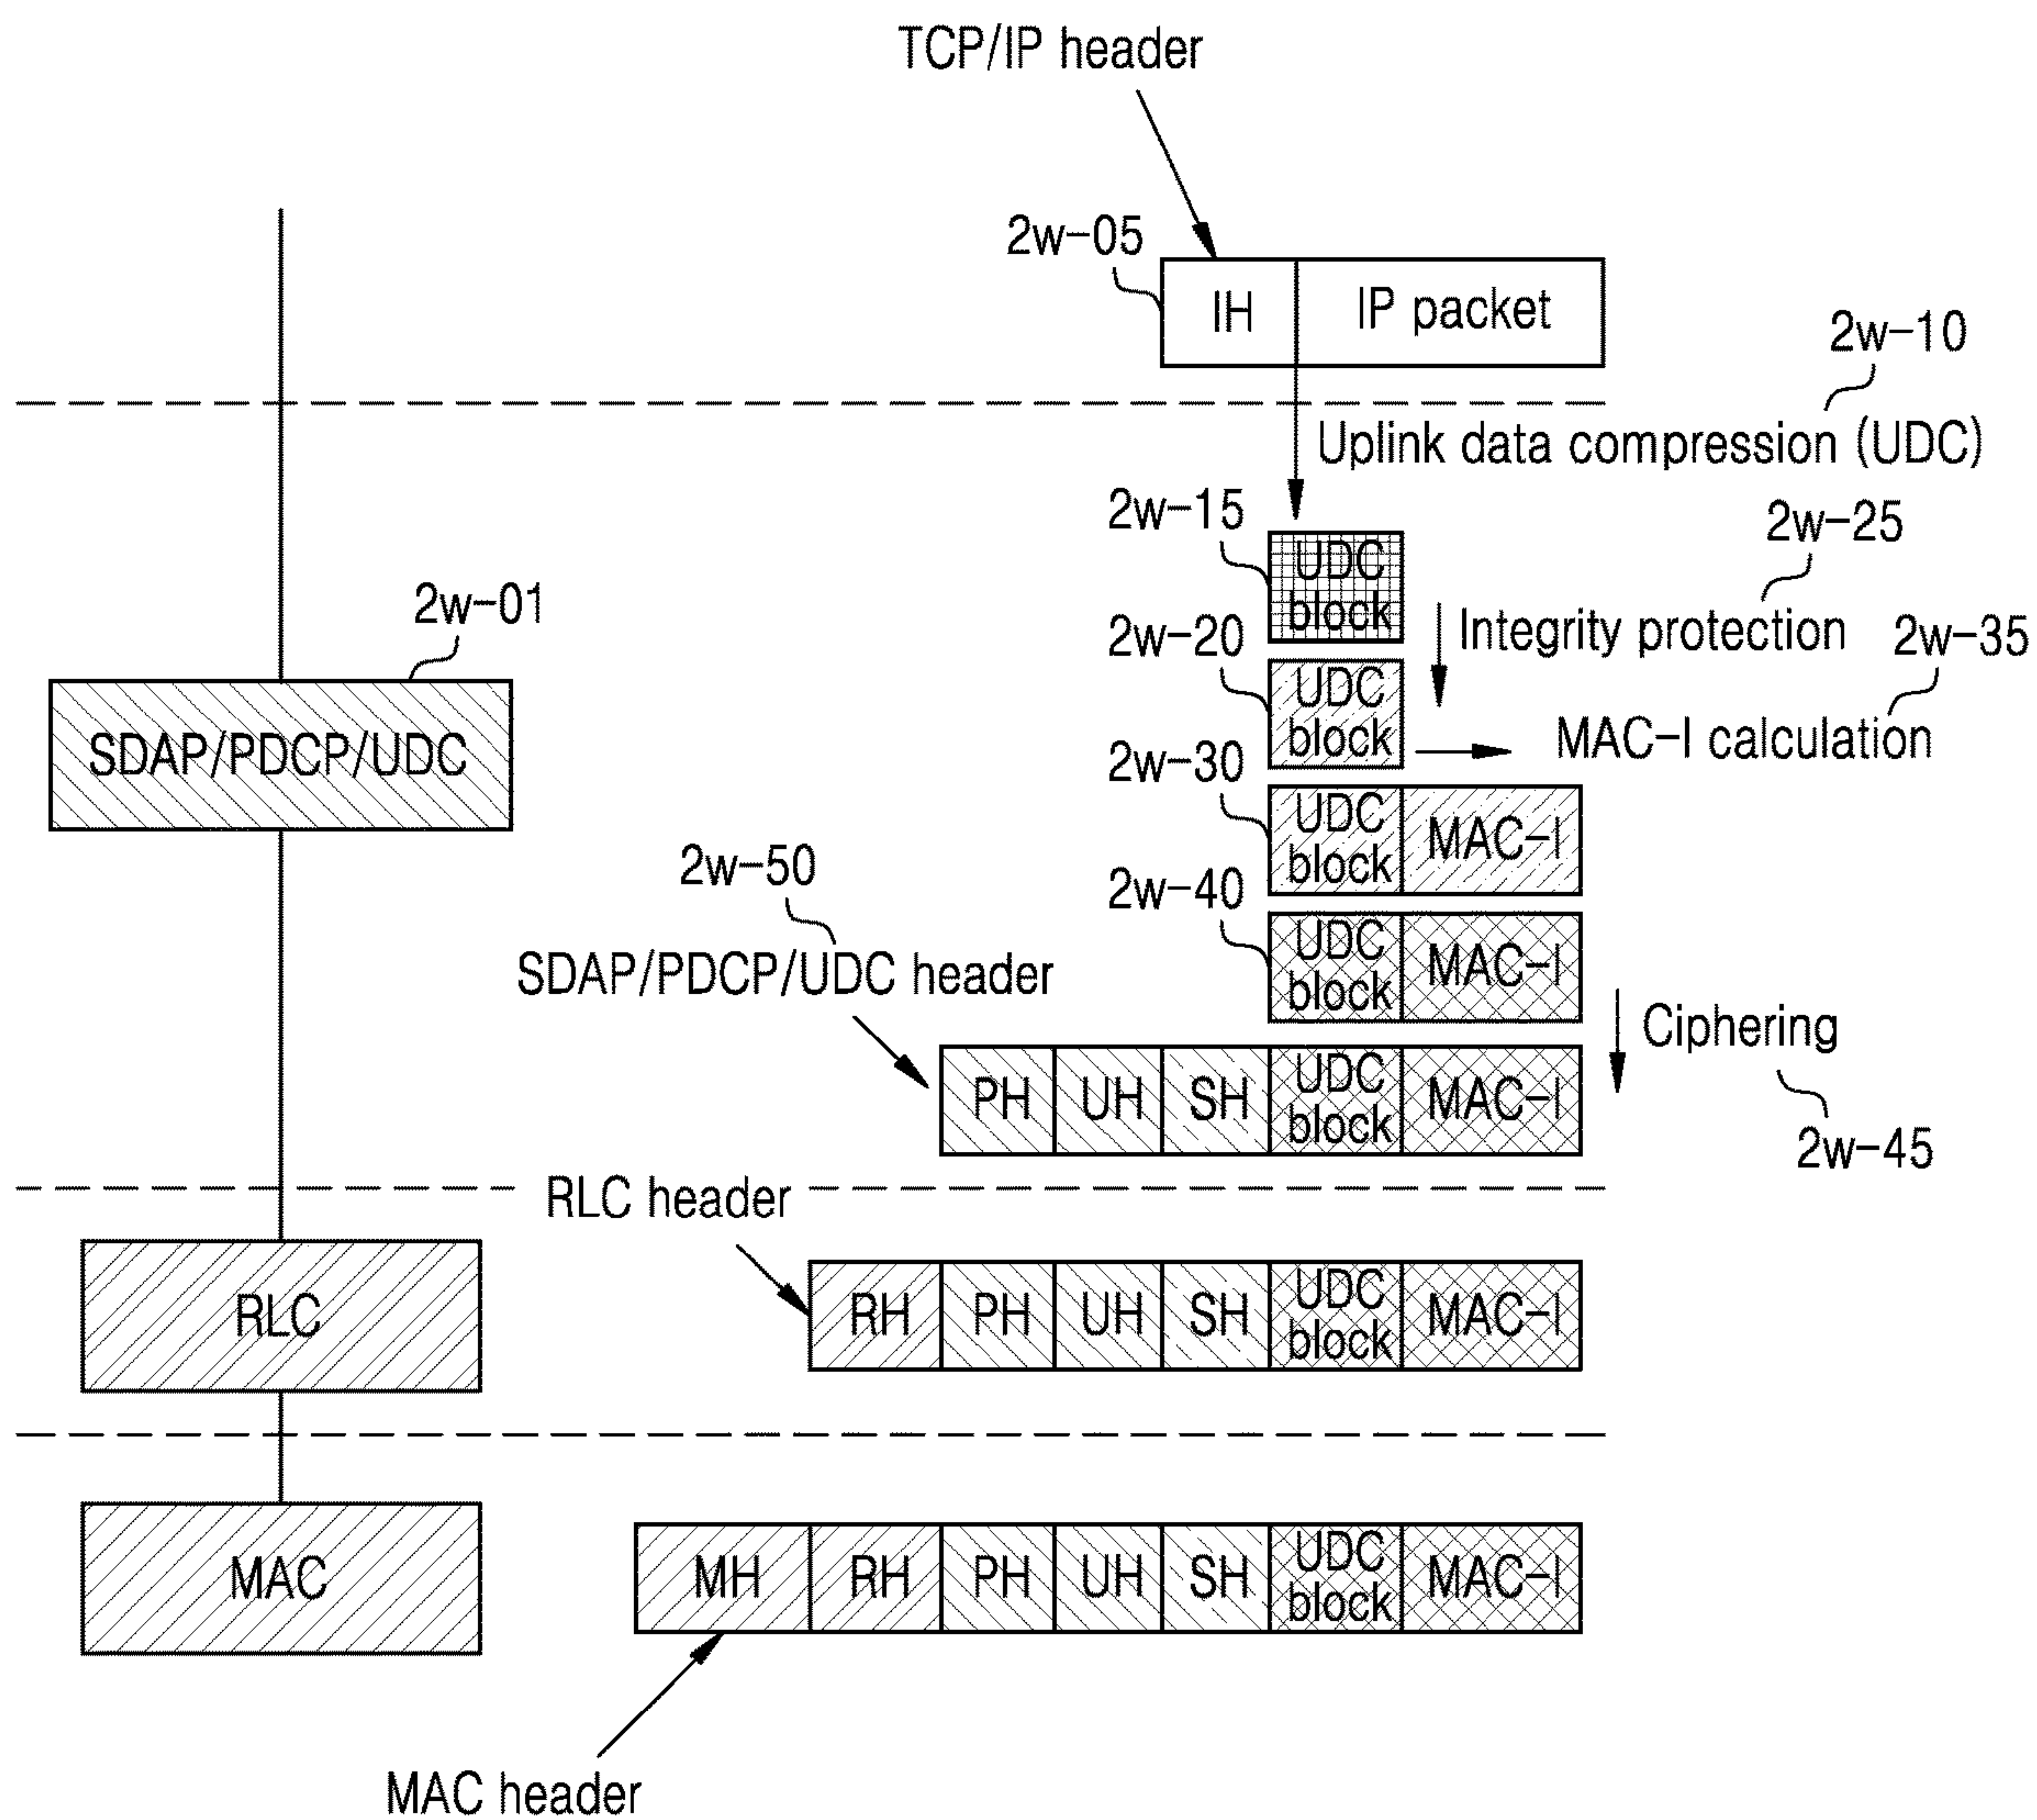 TCP/IP header
2w-05
IH
IP packet
2w-10
Uplink data compression (UDC)
2w-15
UDC
block
2w-25
Integrity protection
2w-01
SDAP/PDCP/UDC
2w-20
UDC
block
2w-35
MAC-I calculation
2w-30
UDC
block
MAC-I
2w-40
UDC
block
MAC-I
2w-50
SDAP/PDCP/UDC header
Ciphering
2w-45
PH
UH
SH
UDC
block
MAC-I
RLC header
RLC
RH
PH
UH
SH
UDC
block
MAC-I
MAC
MH
RH
PH
UH
SH
UDC
block
MAC-I
MAC header